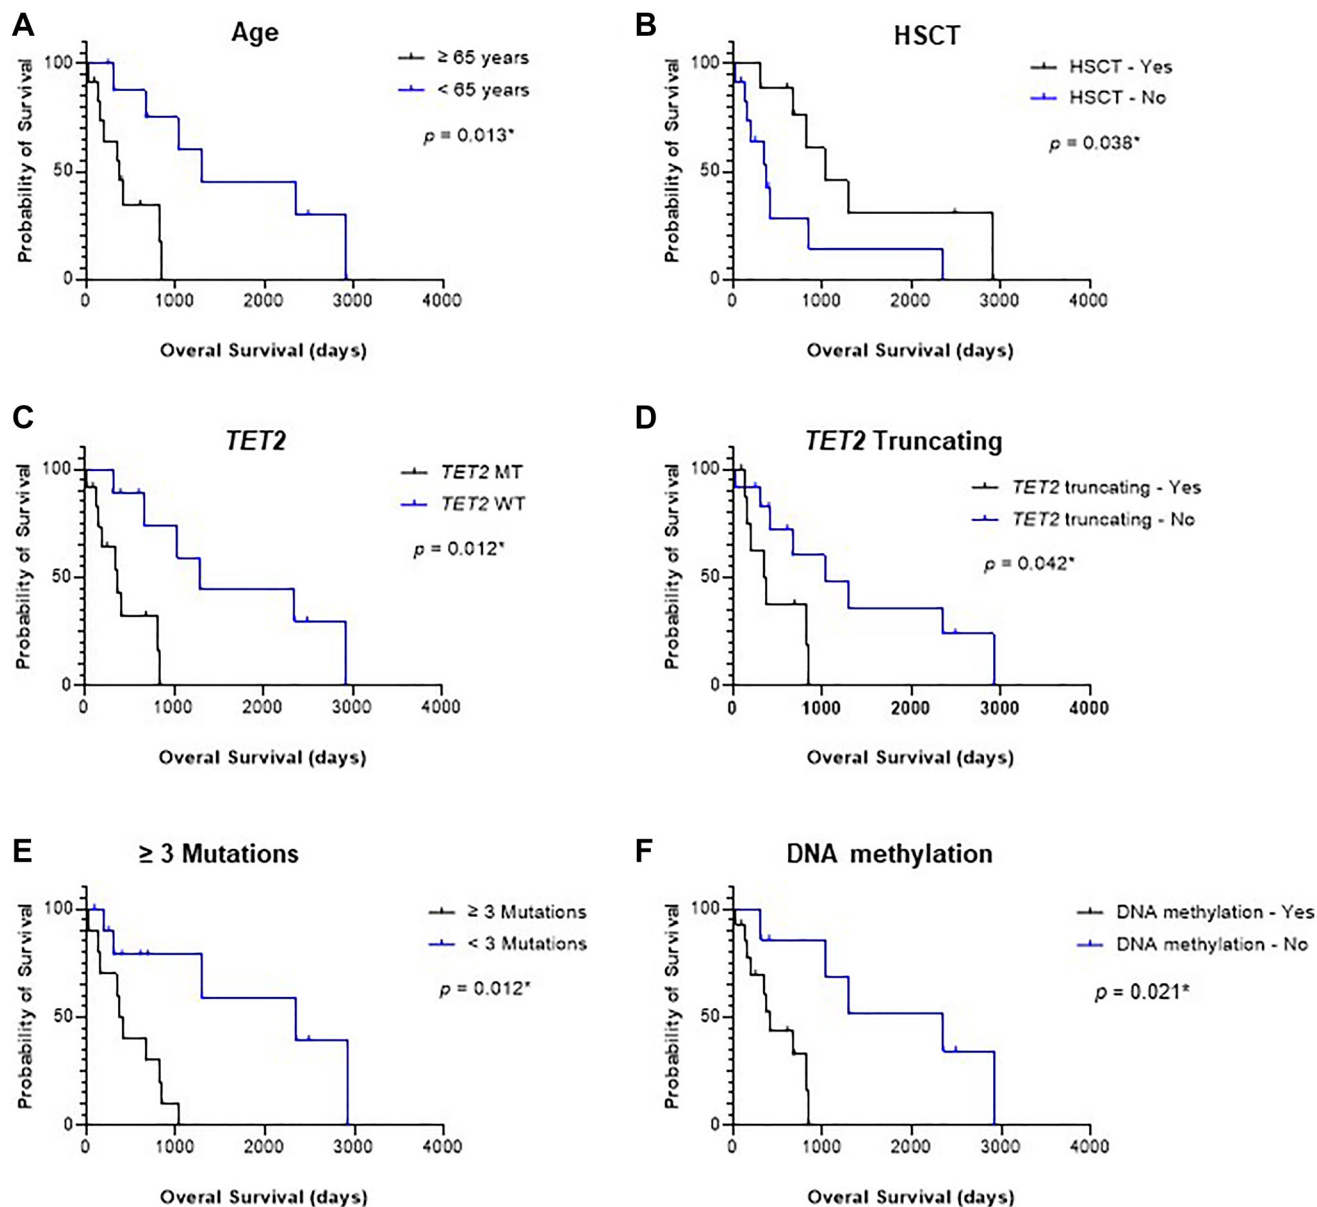 A
Age
Probability of Survival
100
50
0
0 1000 2000 3000 4000
Overal Survival (days)
≥ 65 years
< 65 years
p = 0.013*
B
HSCT
Probability of Survival
100
50
0
0 1000 2000 3000 4000
Overal Survival (days)
HSCT - Yes
HSCT - No
p = 0.038*
C
TET2
Probability of Survival
100
50
0
0 1000 2000 3000 4000
Overal Survival (days)
TET2 MT
TET2 WT
p = 0.012*
D
TET2 Truncating
Probability of Survival
100
50
0
0 1000 2000 3000 4000
Overal Survival (days)
TET2 truncating - Yes
TET2 truncating - No
p = 0.042*
E
≥ 3 Mutations
Probability of Survival
100
50
0
0 1000 2000 3000 4000
Overal Survival (days)
≥ 3 Mutations
< 3 Mutations
p = 0.012*
F
DNA methylation
Probability of Survival
100
50
0
0 1000 2000 3000 4000
Overal Survival (days)
DNA methylation - Yes
DNA methylation - No
p = 0.021*